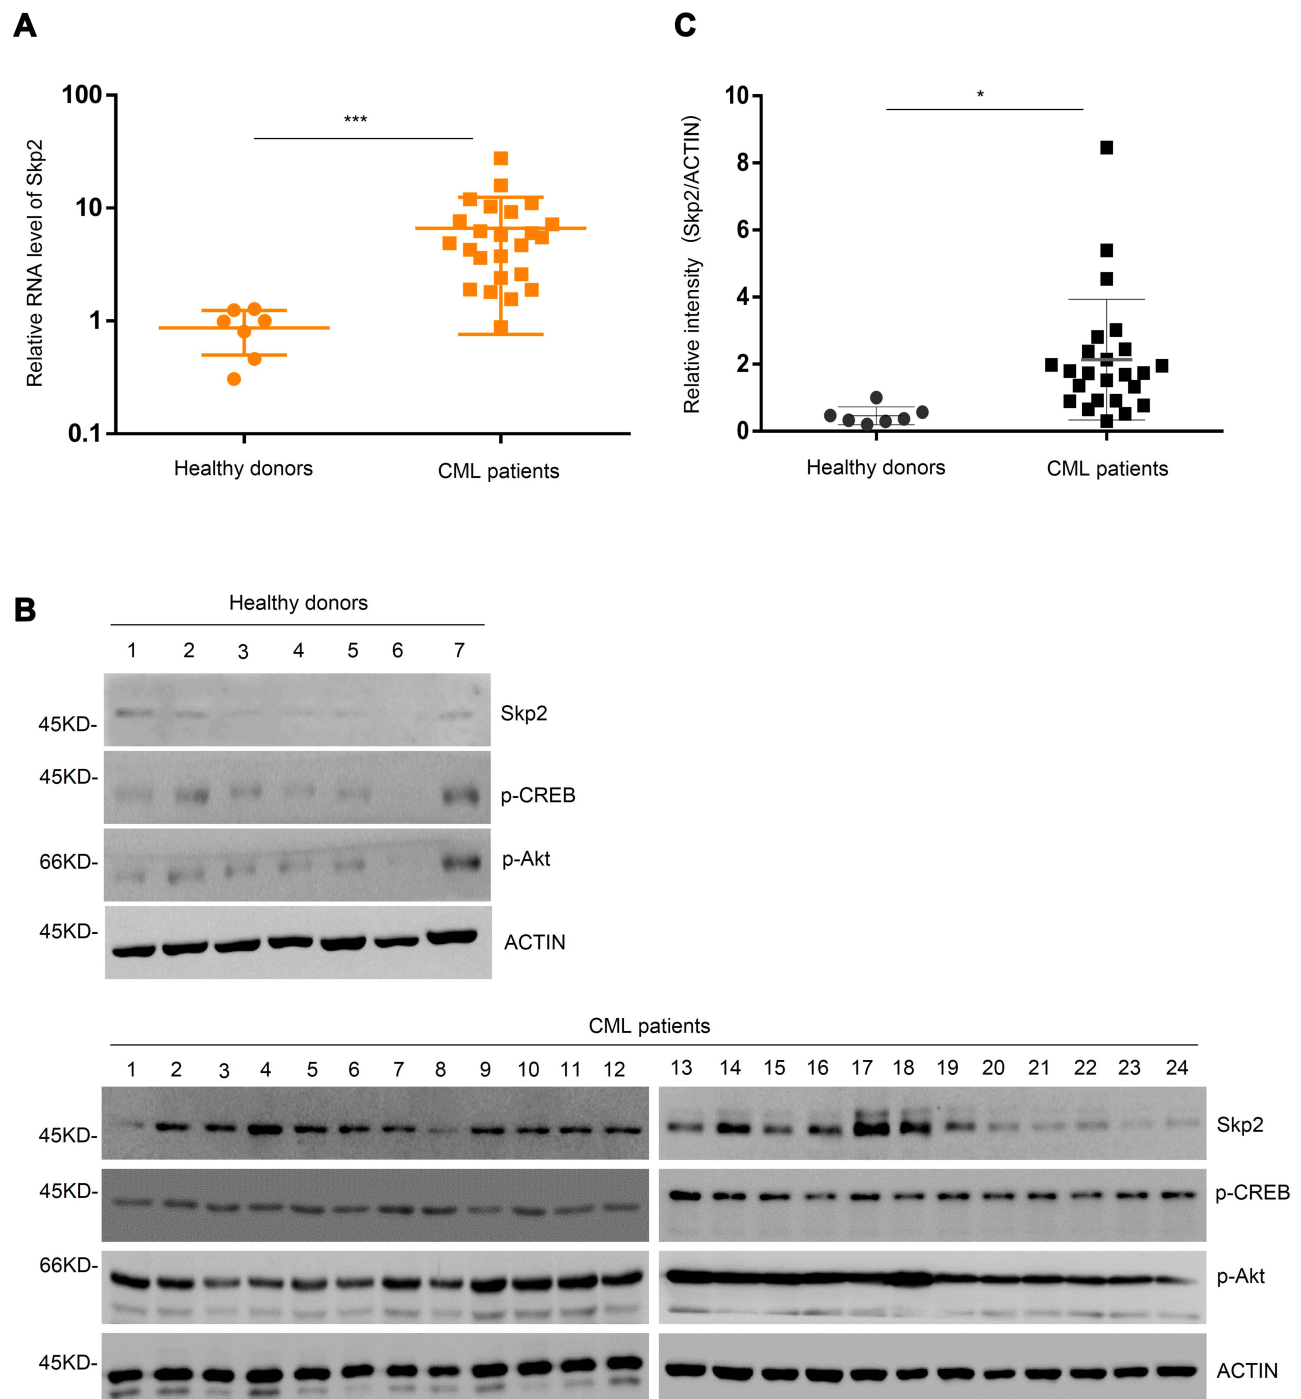 A
Relative RNA level of Skp2
100
10
1
0.1
***
Healthy donors
CML patients
C
Relative intensity (Skp2/ACTIN)
10
8
6
4
2
0
*
Healthy donors
CML patients
B
Healthy donors
1 2 3 4 5 6 7
45KD- Skp2
45KD- p-CREB
66KD- p-Akt
45KD- ACTIN
CML patients
1 2 3 4 5 6 7 8 9 10 11 12 13 14 15 16 17 18 19 20 21 22 23 24
45KD- Skp2
45KD- p-CREB
66KD- p-Akt
45KD- ACTIN